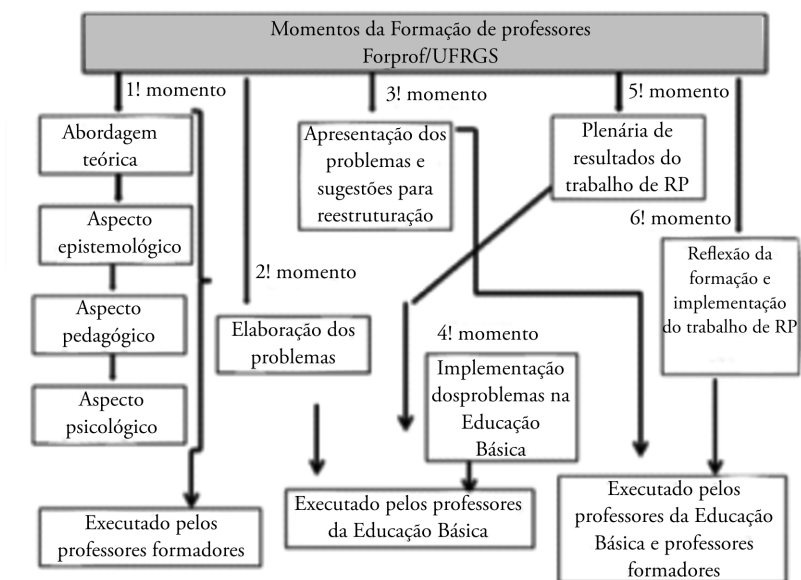 Momentos da Formação de professores
Forprof/UFRGS
1! momento
Abordagem
teórica
Aspecto
epistemológico
Aspecto
pedagógico
Aspecto
psicológico
Executado pelos
professores formadores
2! momento
Elaboração dos
problemas
3! momento
Apresentação dos
problemas e
sugestões para
reestruturação
4! momento
Implementação
dosproblemas na
Educação
Básica
Executado pelos professores
da Educação Básica
5! momento
Plenária de
resultados do
trabalho de RP
6! momento
Reflexão da
formação e
implementação
do trabalho de RP
Executado pelos
professores da Educação
Básica e professores
formadores